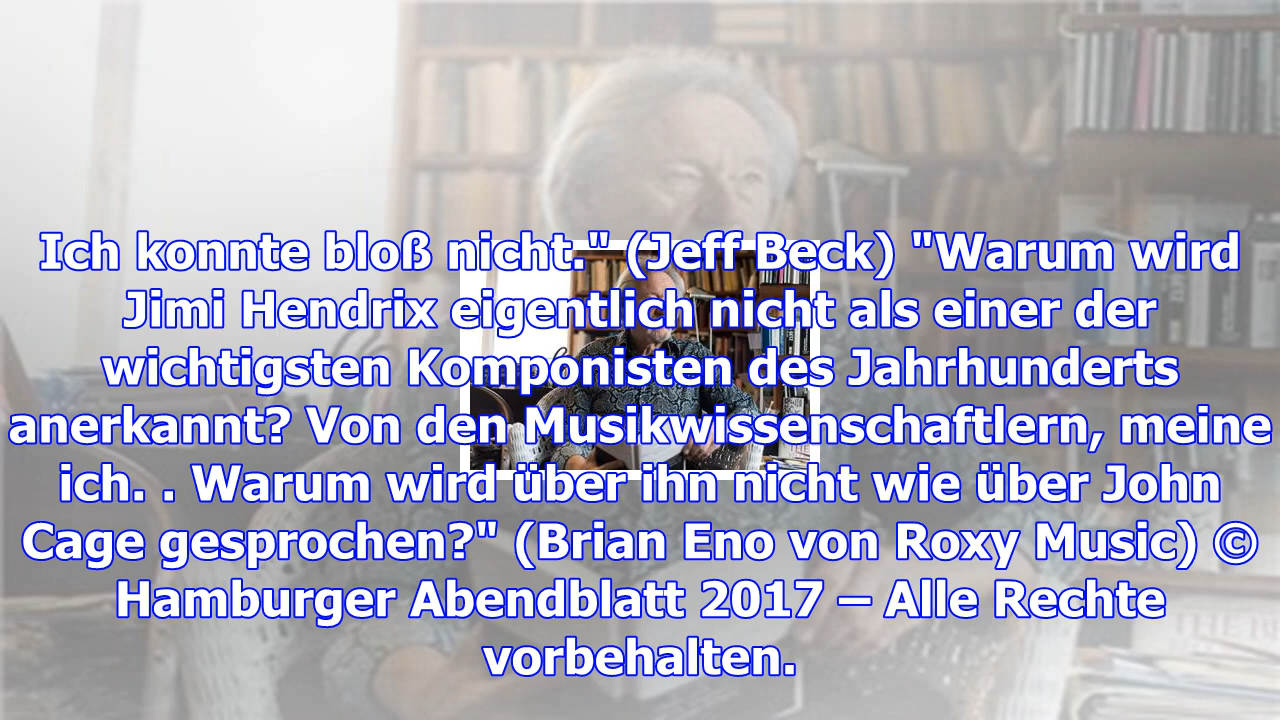 Ich konnte bloß nicht." (Jeff Beck) "Warum wird
Jimi Hendrix eigentlich nicht als einer der
wichtigsten Komponisten des Jahrhunderts
anerkannt? Von den Musikwissenschaftlern, meine
ich. . Warum wird über ihn nicht wie über John
Cage gesprochen?" (Brian Eno von Roxy Music) ©
Hamburger Abendblatt 2017 – Alle Rechte
vorbehalten.